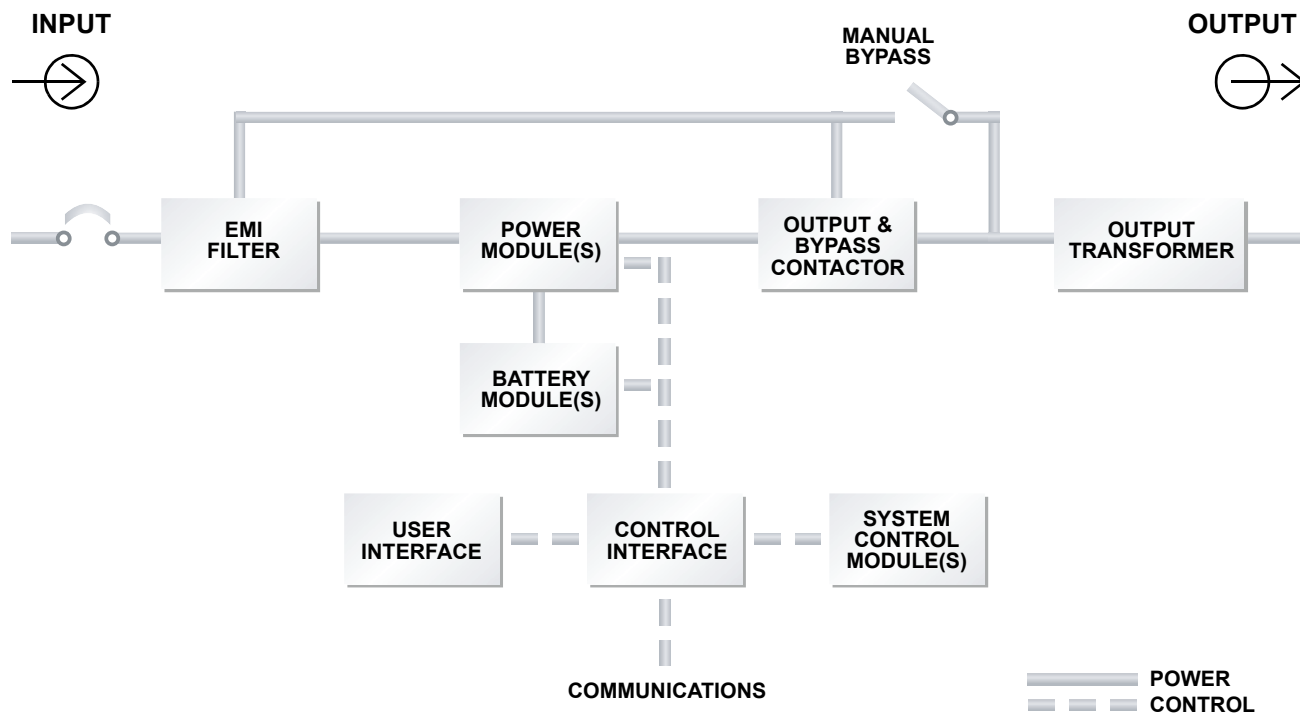 INPUT
OUTPUT
MANUAL
BYPASS
EMI
FILTER
POWER
MODULE(S)
OUTPUT &
BYPASS
CONTACTOR
OUTPUT
TRANSFORMER
BATTERY
MODULE(S)
USER
INTERFACE
CONTROL
INTERFACE
SYSTEM
CONTROL
MODULE(S)
COMMUNICATIONS
POWER
CONTROL